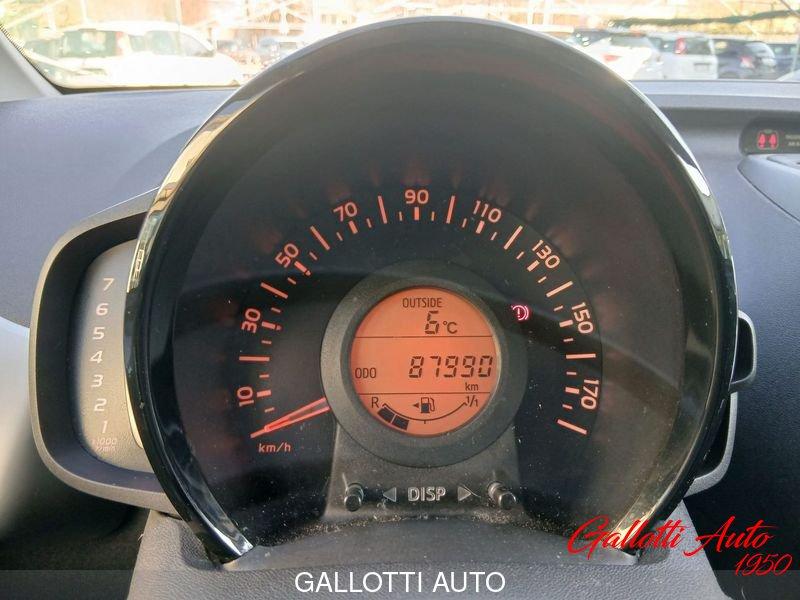 7
6
5
4
3
2
1
x1000
r/min
10
30
50
70
90
110
130
150
170
km/h
OUTSIDE
6°C
ODO 87990
km
R 1/1
DISP
Gallotti Auto
1950
GALLOTTI AUTO